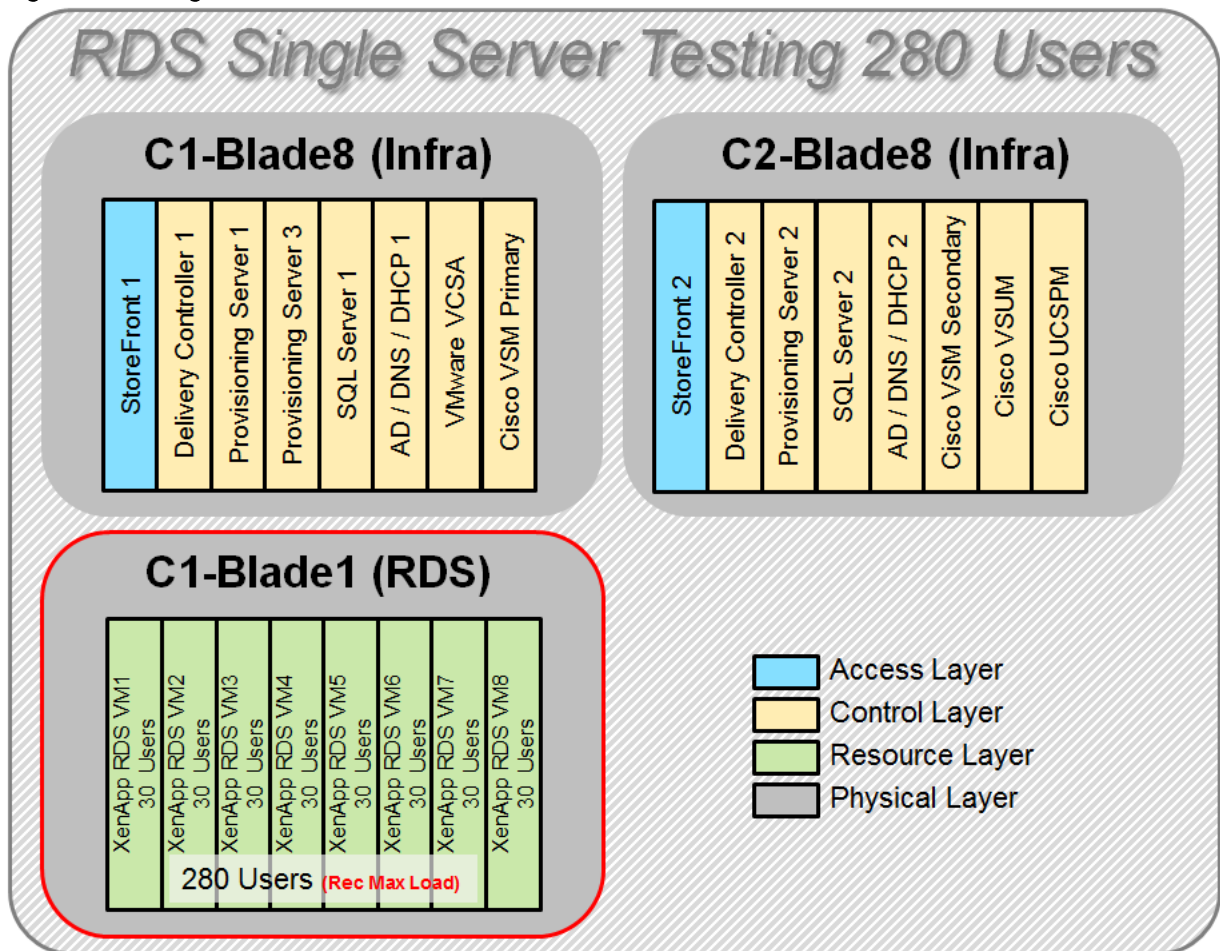 RDS Single Server Testing 280 Users
C1-Blade8 (Infra)
StoreFront 1
Delivery Controller 1
Provisioning Server 1
Provisioning Server 3
SQL Server 1
AD / DNS / DHCP 1
VMware VCSA
Cisco VSM Primary
C2-Blade8 (Infra)
StoreFront 2
Delivery Controller 2
Provisioning Server 2
SQL Server 2
AD / DNS / DHCP 2
Cisco VSM Secondary
Cisco VSUM
Cisco UCSPM
C1-Blade1 (RDS)
XenApp RDS VM1
30 Users
XenApp RDS VM2
30 Users
XenApp RDS VM3
30 Users
XenApp RDS VM4
30 Users
XenApp RDS VM5
30 Users
XenApp RDS VM6
30 Users
XenApp RDS VM7
30 Users
XenApp RDS VM8
30 Users
280 Users (Rec Max Load)
Access Layer
Control Layer
Resource Layer
Physical Layer